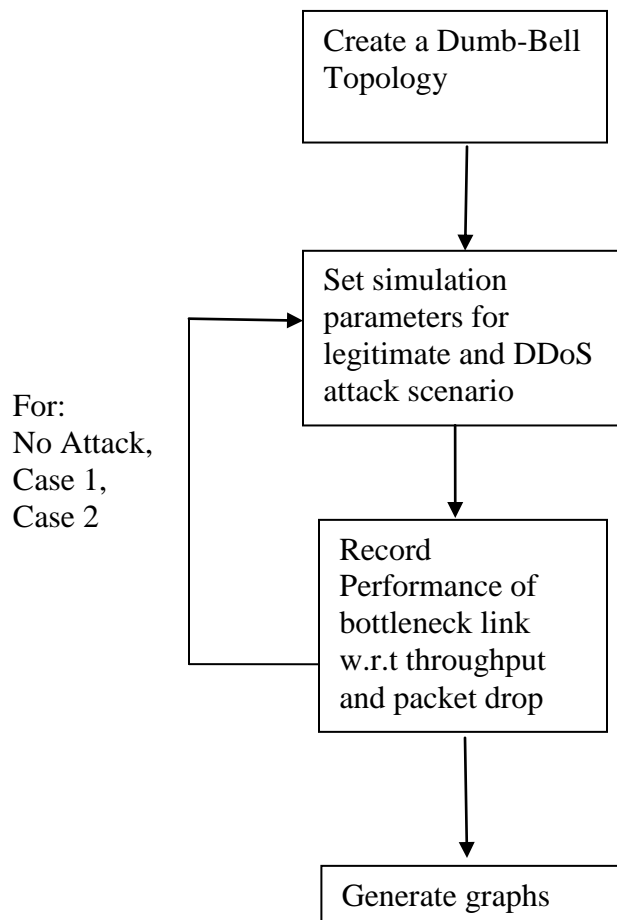 Create a Dumb-Bell
Topology
Set simulation
parameters for
legitimate and DDoS
attack scenario
For:
No Attack,
Case 1,
Case 2
Record
Performance of
bottleneck link
w.r.t throughput
and packet drop
Generate graphs